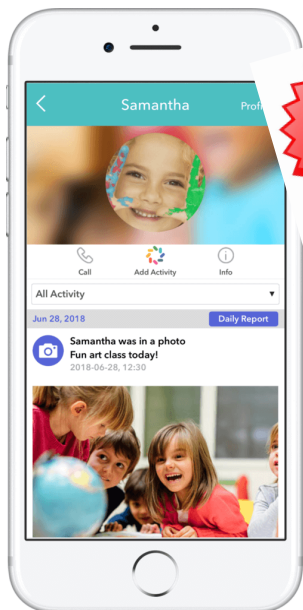 Samantha
Call
Add Activity
Info
All Activity
Jun 28, 2018
Daily Report
Samantha was in a photo
Fun art class today!
2018-06-28, 12:30